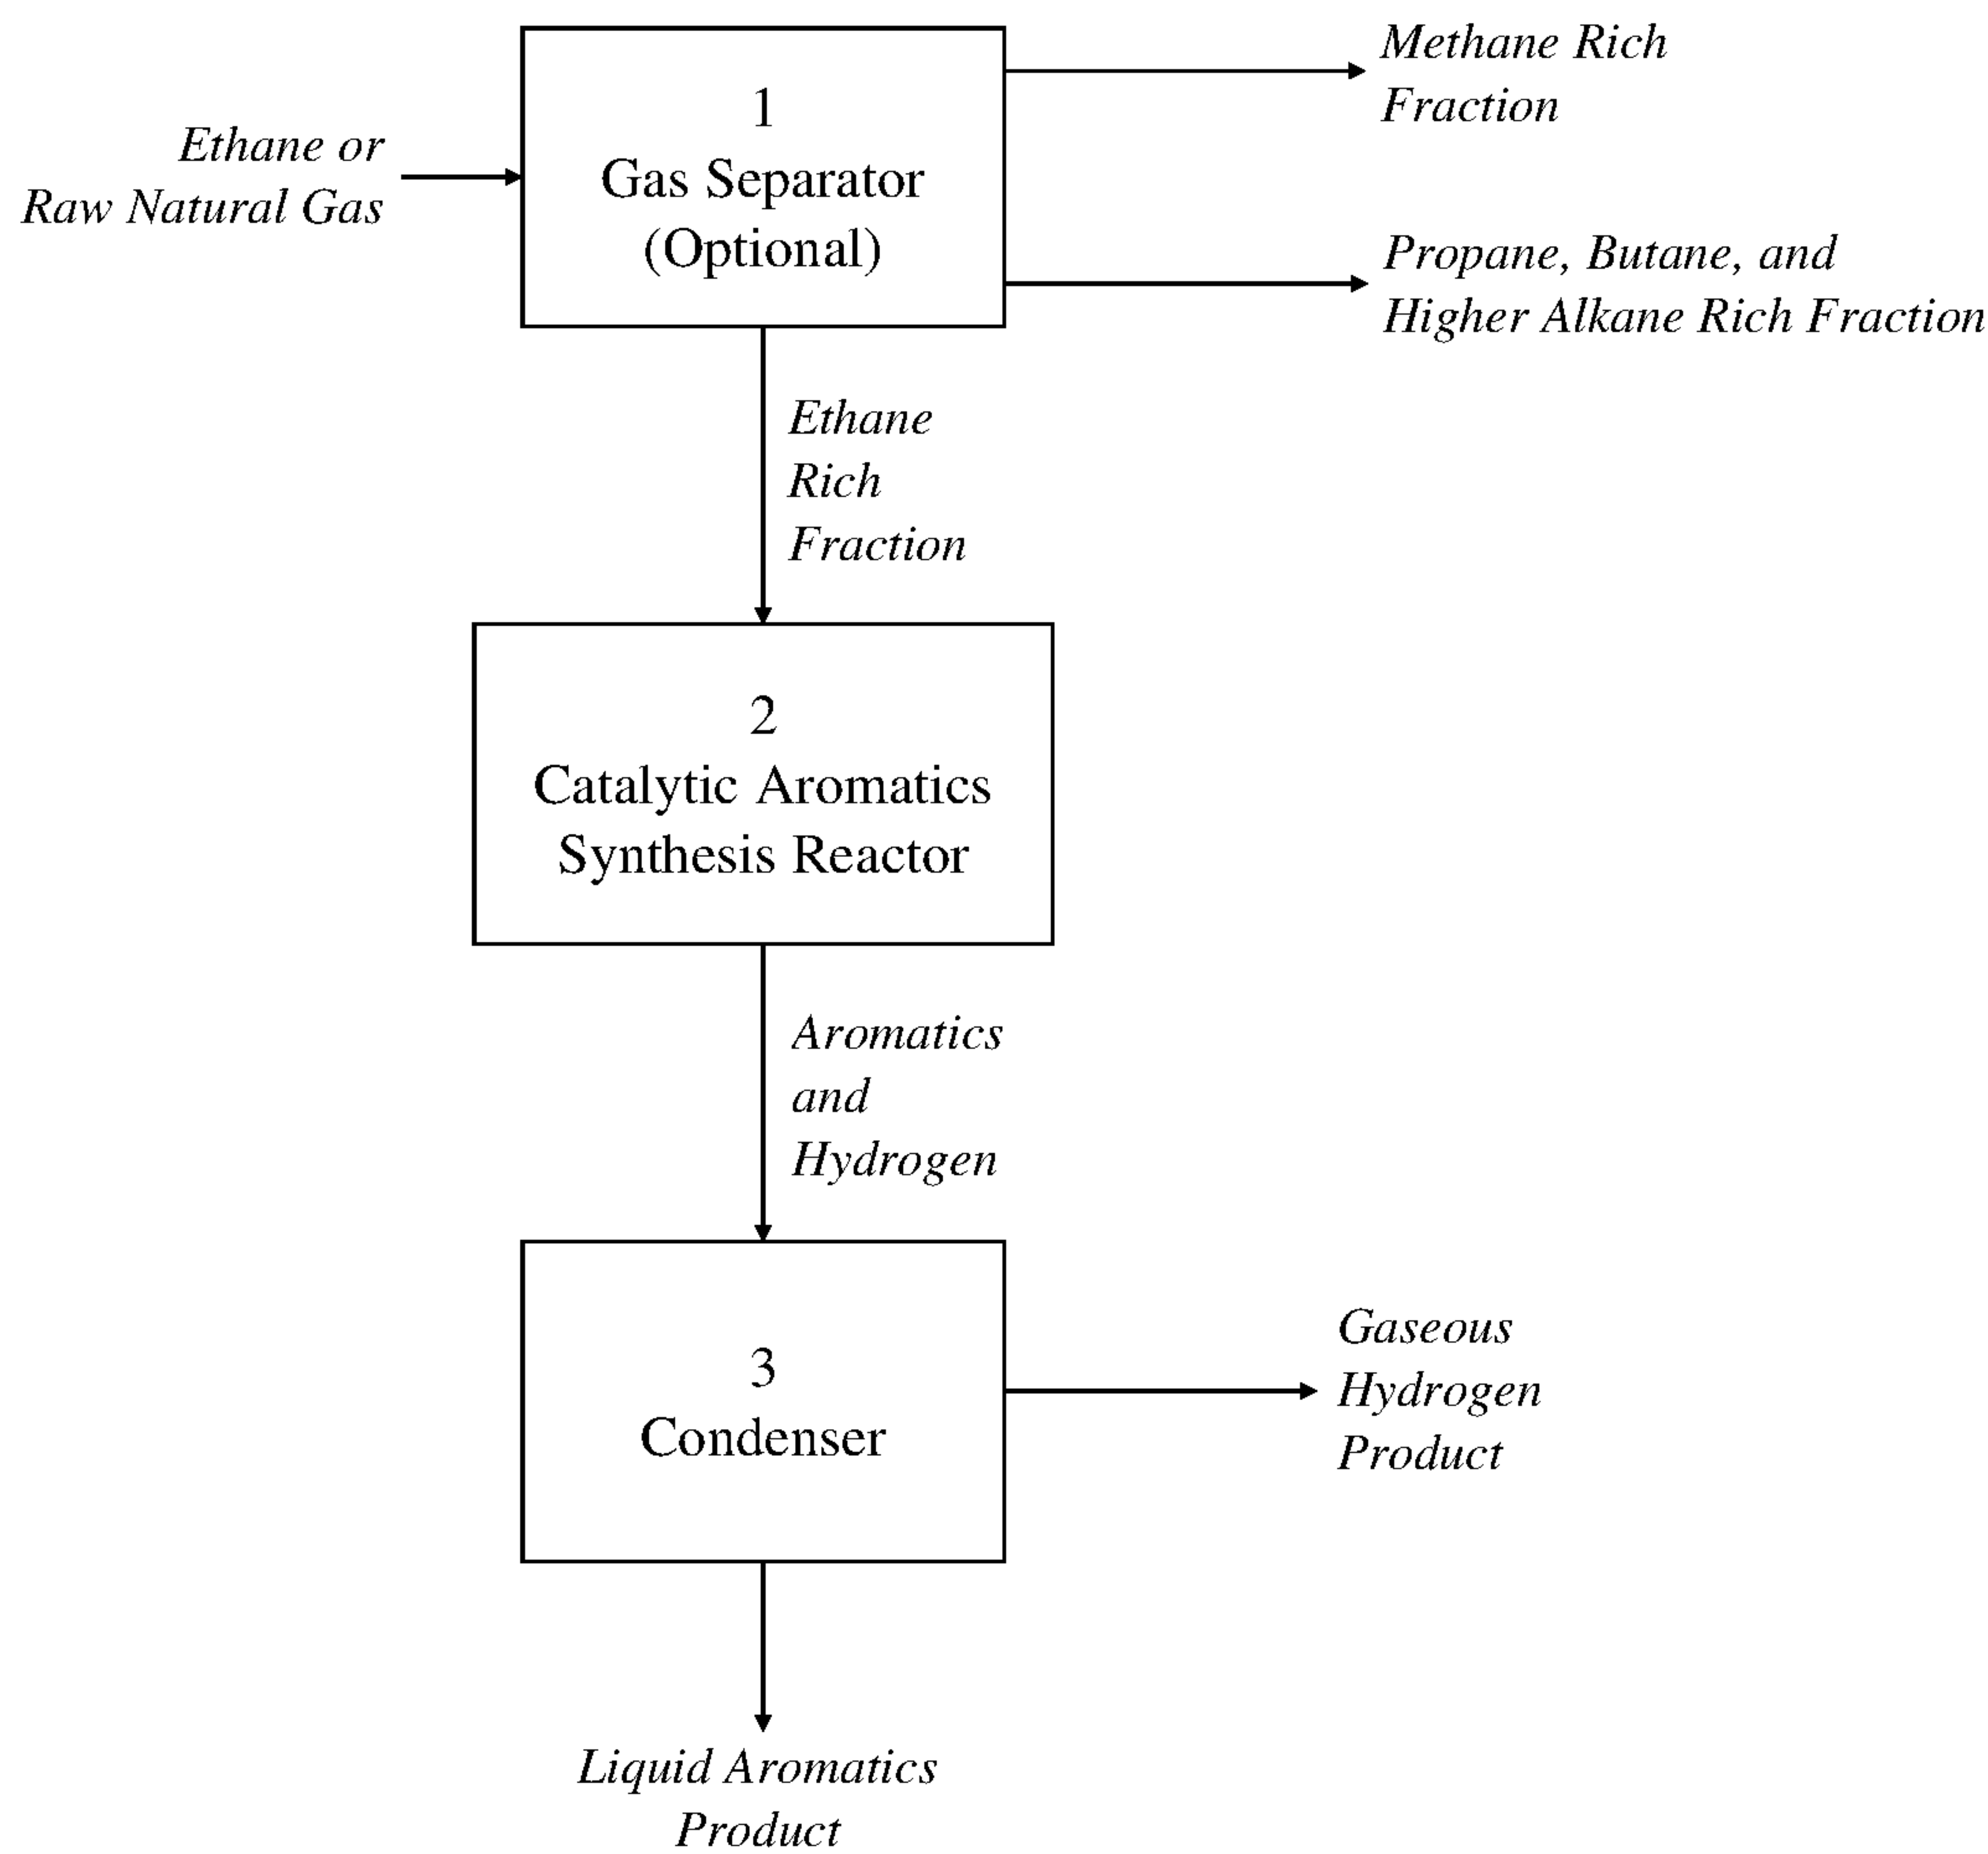 Methane Rich
Fraction
Ethane or
Raw Natural Gas
1
Gas Separator
(Optional)
Propane, Butane, and
Higher Alkane Rich Fraction
Ethane
Rich
Fraction
2
Catalytic Aromatics
Synthesis Reactor
Aromatics
and
Hydrogen
3
Condenser
Gaseous
Hydrogen
Product
Liquid Aromatics
Product